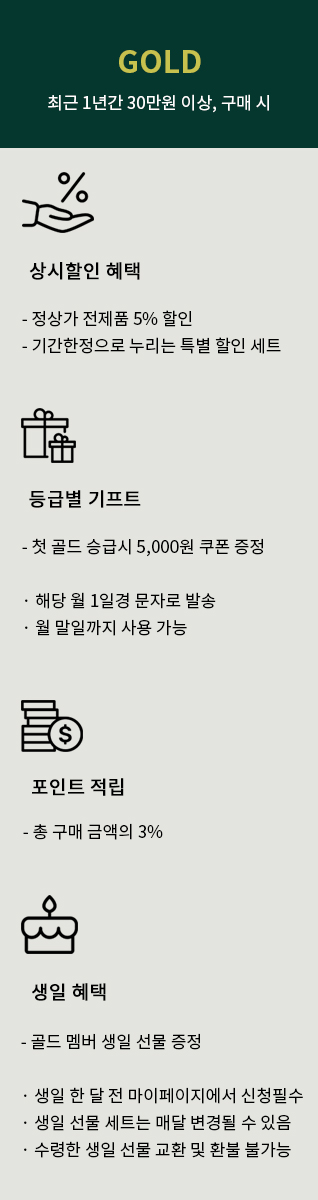 GOLD
최근 1년간 30만원 이상, 구매 시
%
상시할인 혜택
- 정상가 전제품 5% 할인
- 기간한정으로 누리는 특별 할인 세트
등급별 기프트
- 첫 골드 승급시 5,000원 쿠폰 증정
· 해당 월 1일경 문자로 발송
· 월 말일까지 사용 가능
$
포인트 적립
- 총 구매 금액의 3%
생일 혜택
- 골드 멤버 생일 선물 증정
· 생일 한 달 전 마이페이지에서 신청필수
· 생일 선물 세트는 매달 변경될 수 있음
· 수령한 생일 선물 교환 및 환불 불가능